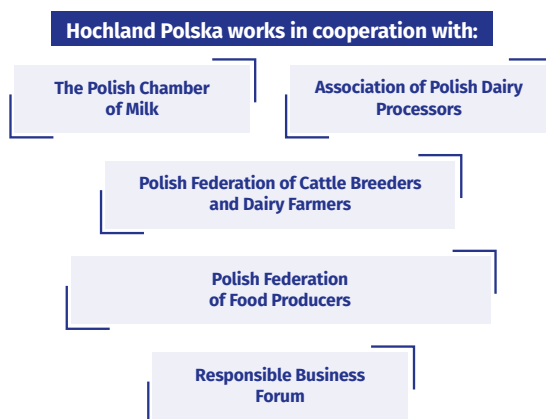 Hochland Polska works in cooperation with:
The Polish Chamber
of Milk
Association of Polish Dairy
Processors
Polish Federation of Cattle Breeders
and Dairy Farmers
Polish Federation
of Food Producers
Responsible Business
Forum